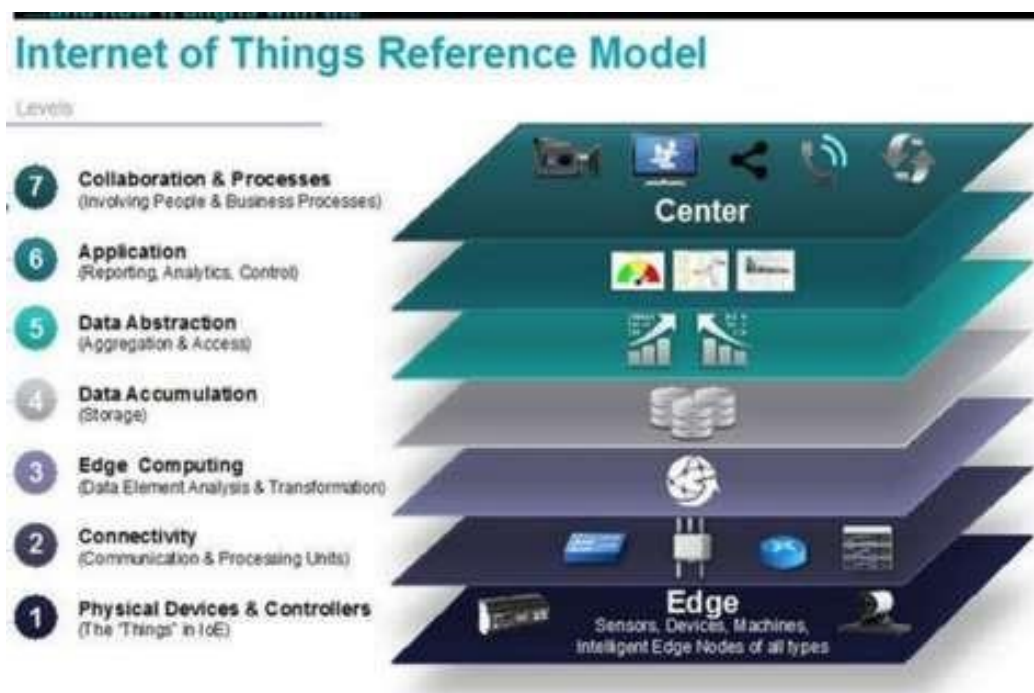 Internet of Things Reference Model
Levels
7
Collaboration & Processes
(Involving People & Business Processes)
Center
6
Application
(Reporting, Analytics, Control)
5
Data Abstraction
(Aggregation & Access)
4
Data Accumulation
(Storage)
3
Edge Computing
(Data Element Analysis & Transformation)
2
Connectivity
(Communication & Processing Units)
1
Physical Devices & Controllers
(The "Things" in IoE)
Edge
Sensors, Devices, Machines,
Intelligent Edge Nodes of all types